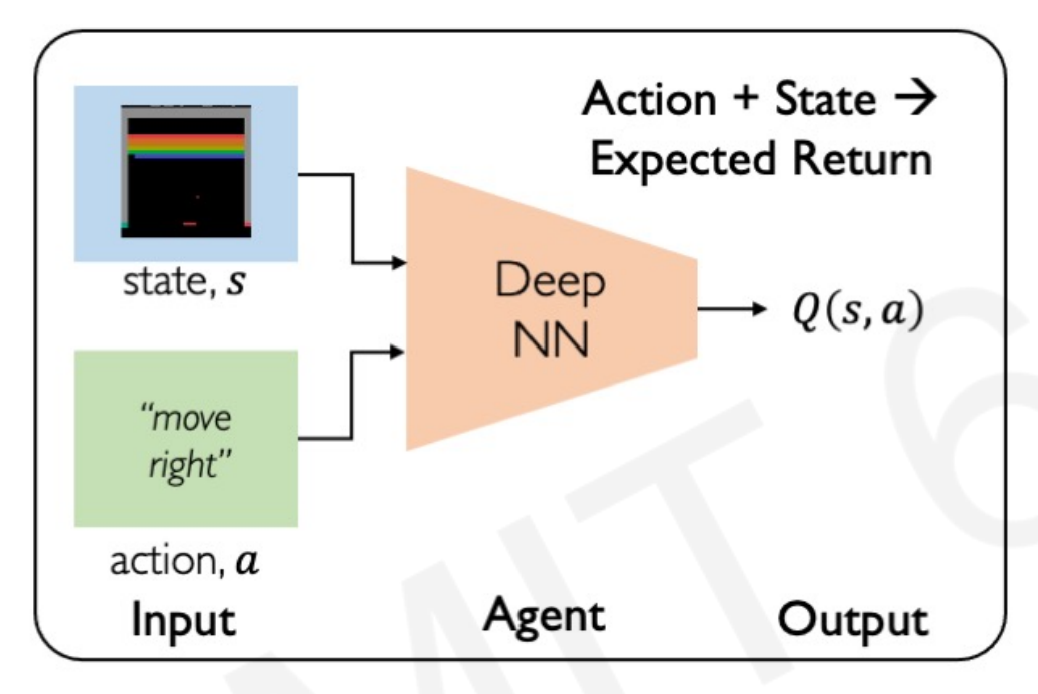 Action + State →
Expected Return
state, s
Deep
NN
Q(s, a)
“move
right”
action, a
Input
Agent
Output
MIT 6